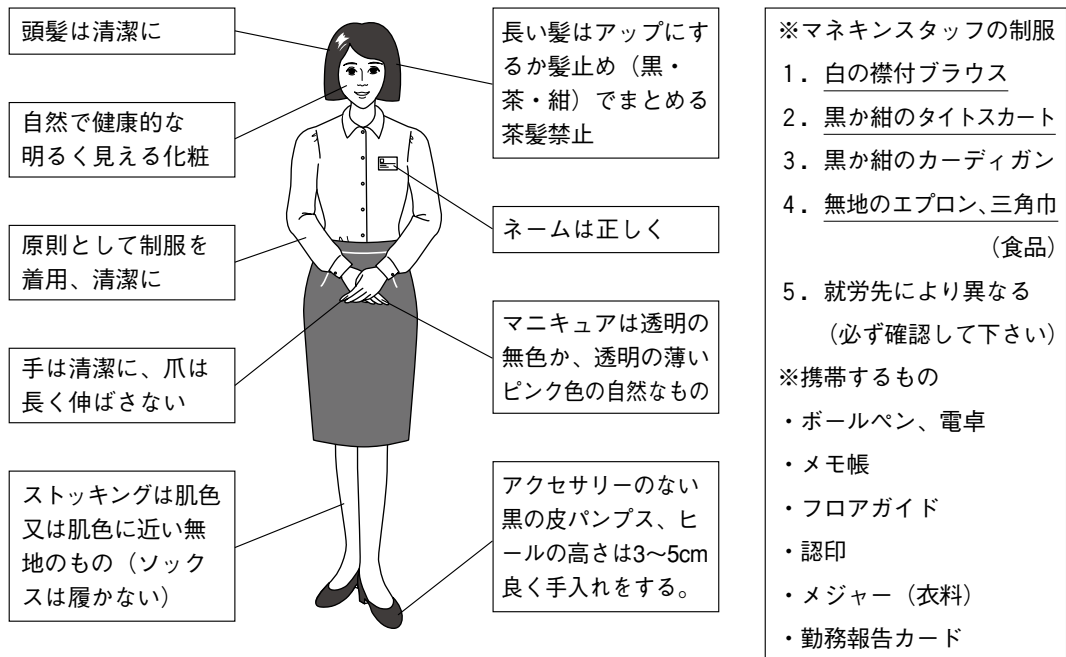 頭髪は清潔に
自然で健康的な
明るく見える化粧
原則として制服を
着用、清潔に
手は清潔に、爪は
長く伸ばさない
ストッキングは肌色
又は肌色に近い無
地のもの（ソック
スは履かない）
長い髪はアップにす
るか髪止め（黒・
茶・紺）でまとめる
茶髪禁止
ネームは正しく
マニキュアは透明の
無色か、透明の薄い
ピンク色の自然なもの
アクセサリーのない
黒の皮パンプス、ヒ
ールの高さは3〜5cm
良く手入れをする。
※マネキンスタッフの制服
1．白の襟付ブラウス
2．黒か紺のタイトスカート
3．黒か紺のカーディガン
4．無地のエプロン、三角巾
（食品）
5．就労先により異なる
（必ず確認して下さい）
※携帯するもの
・ボールペン、電卓
・メモ帳
・フロアガイド
・認印
・メジャー（衣料）
・勤務報告カード